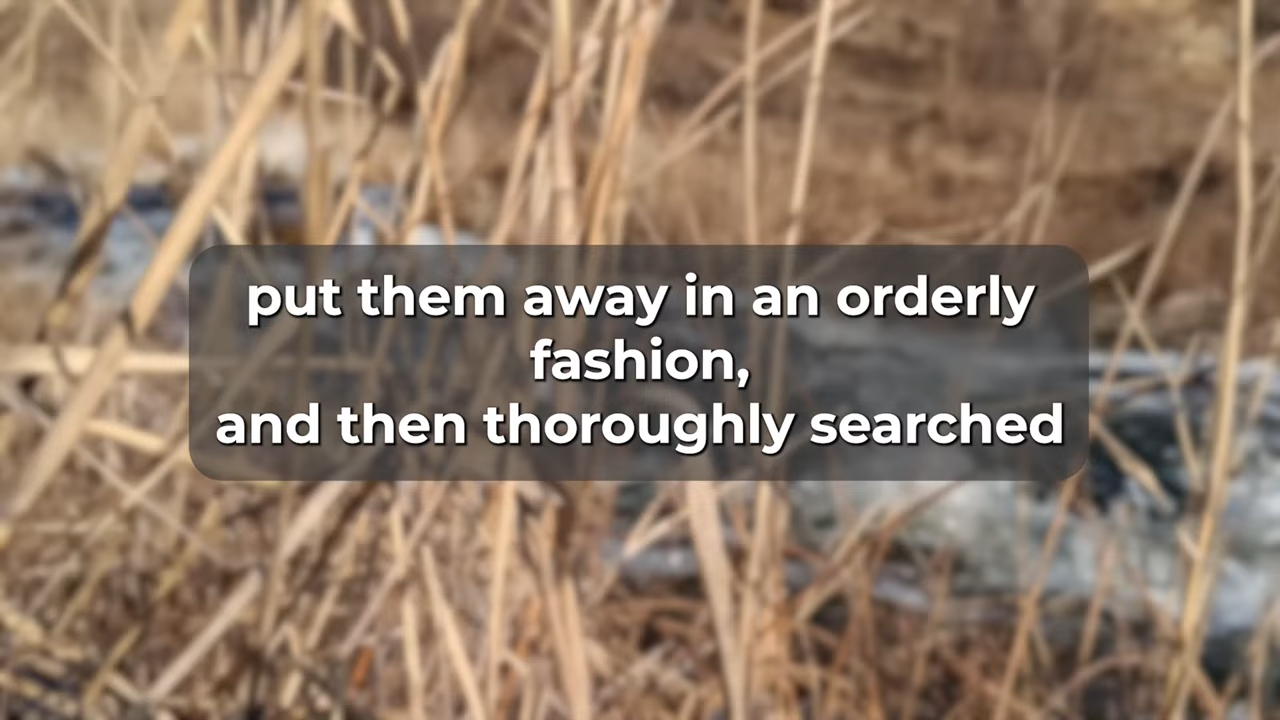 put them away in an orderly
fashion,
and then thoroughly searched